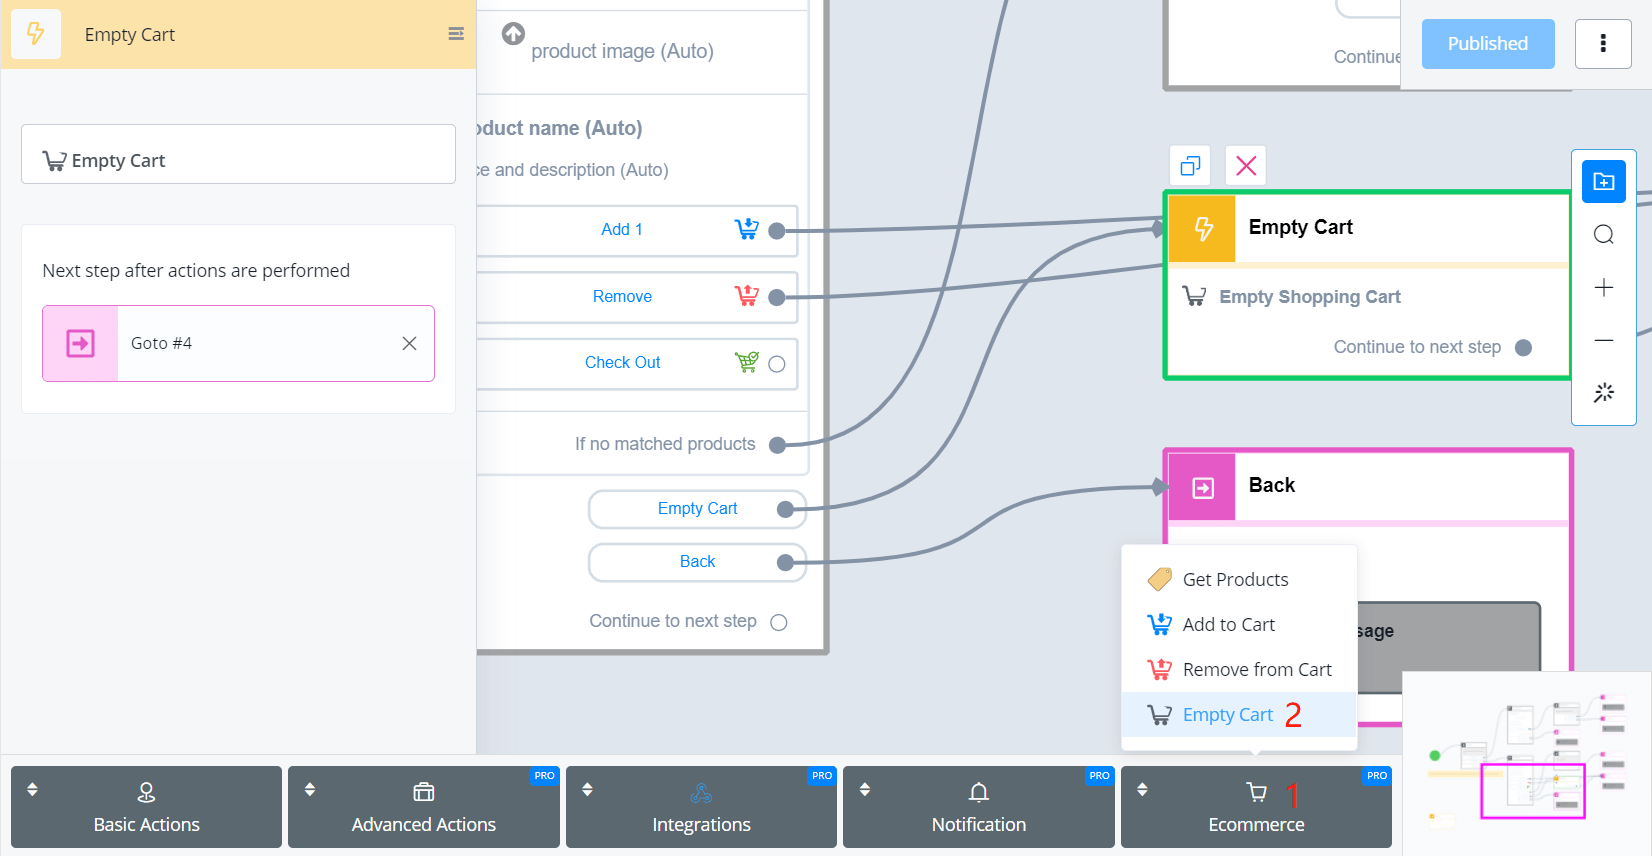 Empty Cart
Empty Cart
Next step after actions are performed
Goto #4
product image (Auto)
oduct name (Auto)
ce and description (Auto)
Add 1
Remove
Check Out
If no matched products
Empty Cart
Back
Continue to next step
Continue
Published
Empty Cart
Empty Shopping Cart
Continue to next step
Back
sage
Get Products
Add to Cart
Remove from Cart
Empty Cart 2
Basic Actions
PRO
Advanced Actions
PRO
Integrations
PRO
Notification
PRO
1
Ecommerce